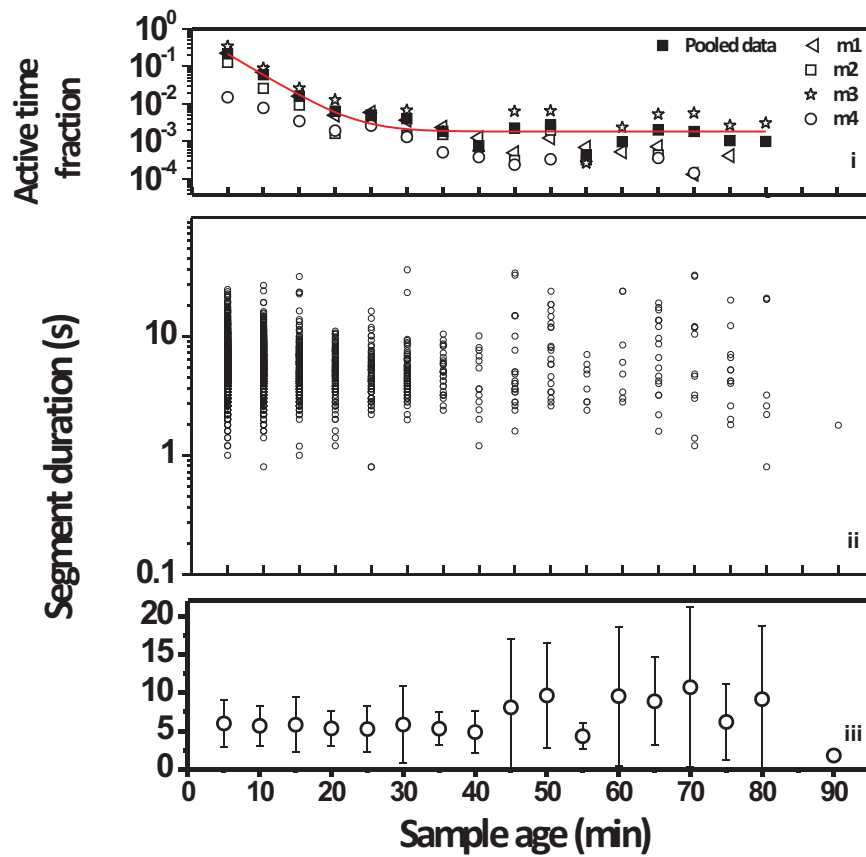 Active time
fraction
10^0
10^-1
10^-2
10^-3
10^-4
Pooled data
m1
m2
m3
m4
i
Segment duration (s)
10
1
0.1
ii
20
15
10
5
0
iii
0 10 20 30 40 50 60 70 80 90
Sample age (min)